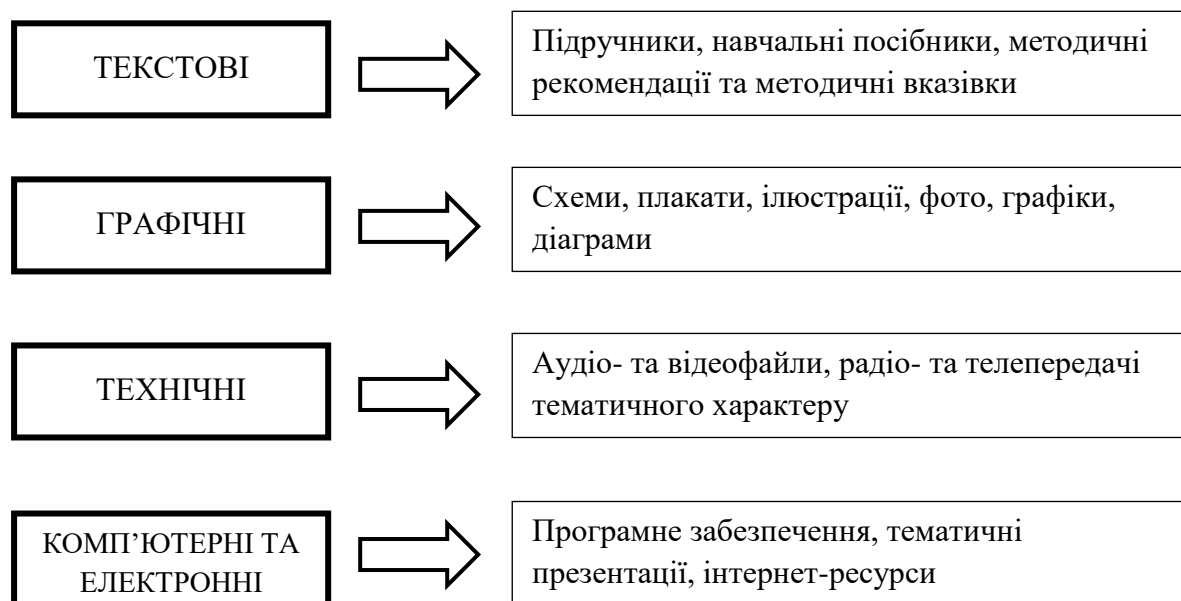 ТЕКСТОВІ
Підручники, навчальні посібники, методичні
рекомендації та методичні вказівки
ГРАФІЧНІ
Схеми, плакати, ілюстрації, фото, графіки,
діаграми
ТЕХНІЧНІ
Аудіо- та відеофайли, радіо- та телепередачі
тематичного характеру
КОМП’ЮТЕРНІ ТА
ЕЛЕКТРОННІ
Програмне забезпечення, тематичні
презентації, інтернет-ресурси